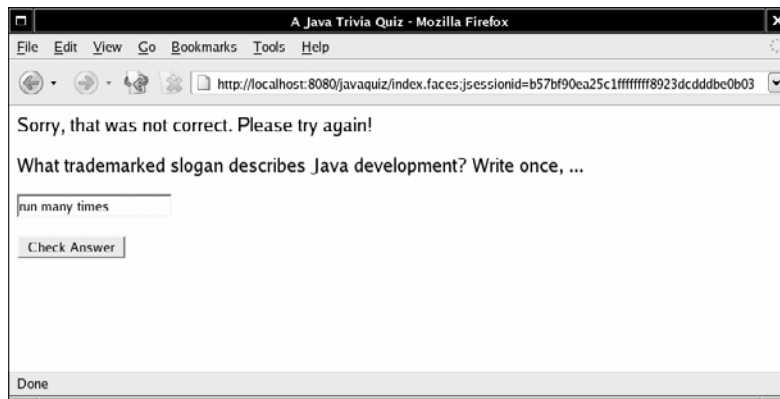 A Java Trivia Quiz - Mozilla Firefox
File Edit View Go Bookmarks Tools Help
http://localhost:8080/javaquiz/index.faces;jsessionid=b57bf90ea25c1ffffffff8923dcdddbe0b03
Sorry, that was not correct. Please try again!
What trademarked slogan describes Java development? Write once, ...
run many times
Check Answer
Done